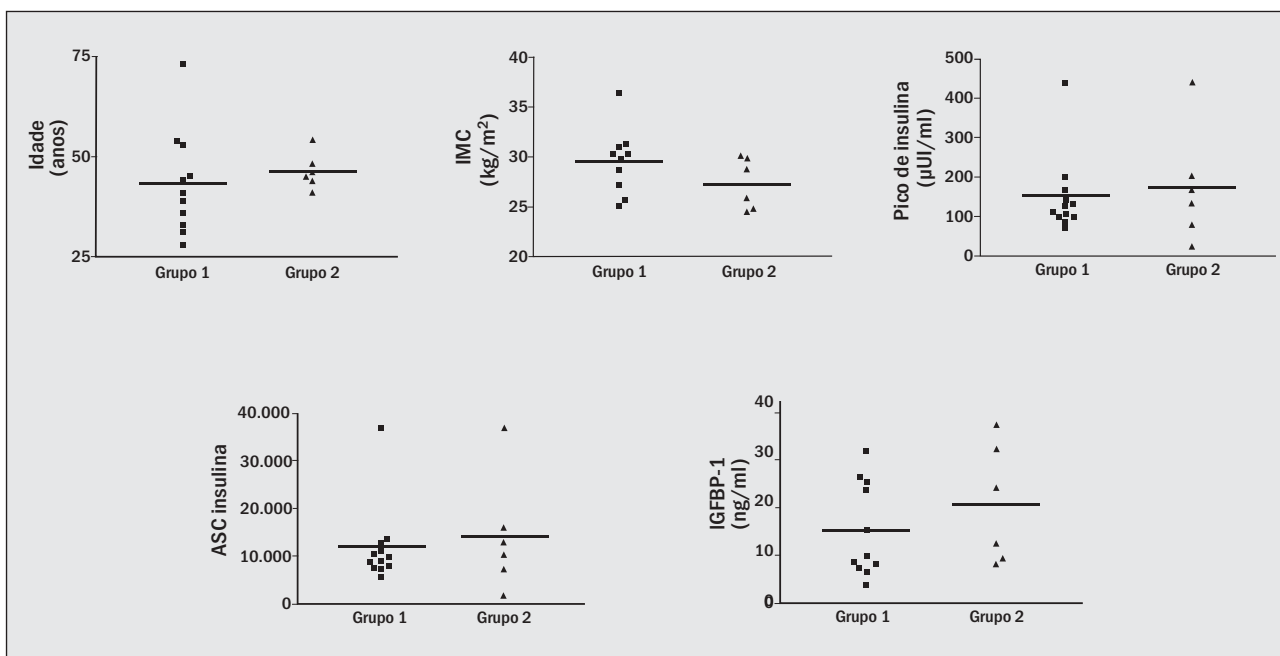 Idade
(anos)
75
50
25
Grupo 1
Grupo 2
IMC
(kg/m²)
40
35
30
25
20
Grupo 1
Grupo 2
Pico de insulina
(µUI/ml)
500
400
300
200
100
0
Grupo 1
Grupo 2
ASC insulina
40.000
30.000
20.000
10.000
0
Grupo 1
Grupo 2
IGFBP-1
(ng/ml)
40
30
20
10
0
Grupo 1
Grupo 2